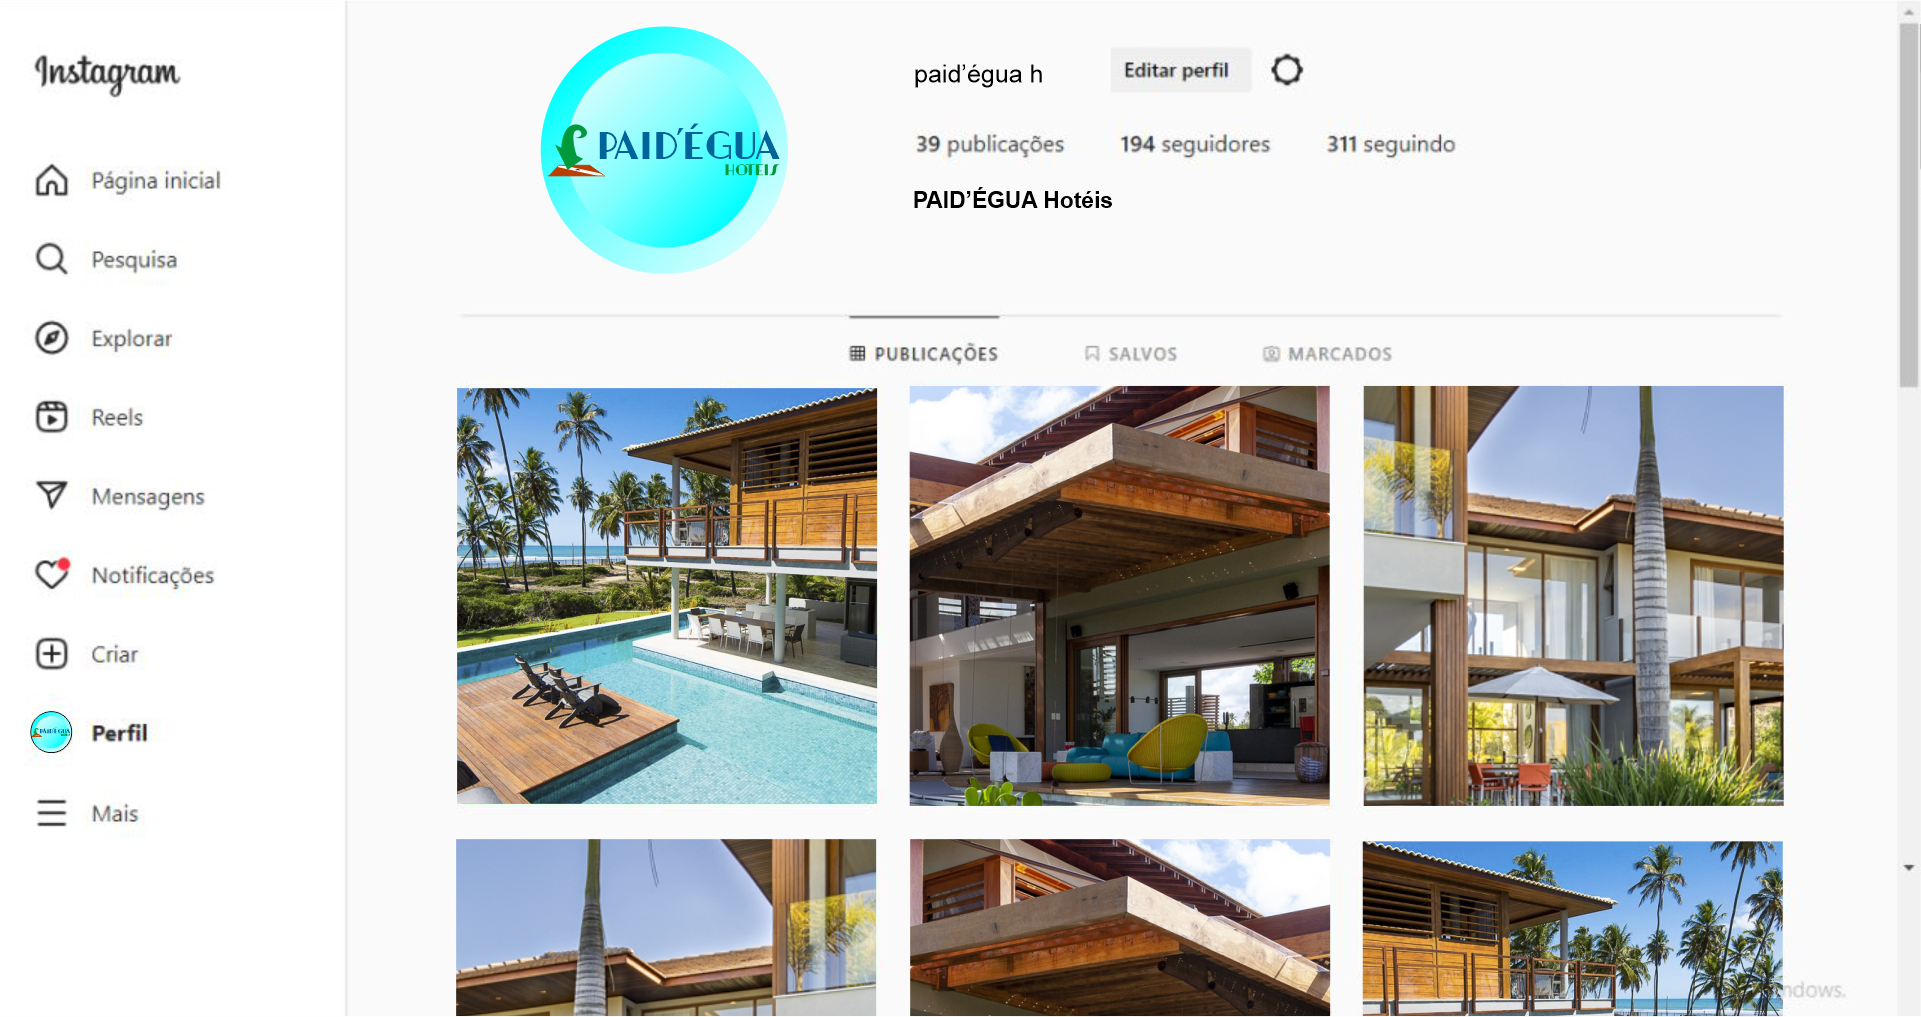 Instagram
Página inicial
Pesquisa
Explorar
Reels
Mensagens
Notificações
Criar
Perfil
Mais
PAID'ÉGUA
HOTEIS
paid’égua h
Editar perfil
39 publicações 194 seguidores 311 seguindo
PAID’ÉGUA Hotéis
PUBLICAÇÕES SALVOS MARCADOS